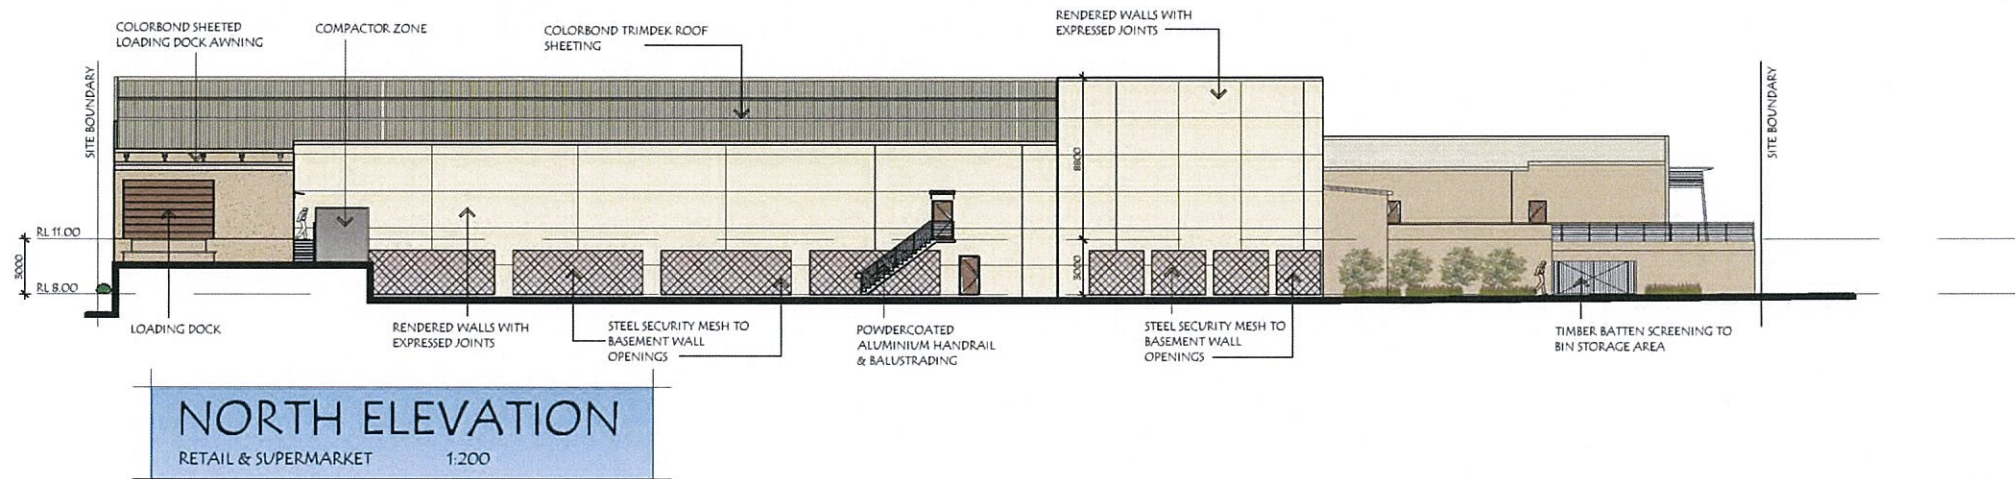 COLORBOND SHEETED
LOADING DOCK AWNING
COMPACTOR ZONE
COLORBOND TRIMDEK ROOF
SHEETING
RENDERED WALLS WITH
EXPRESSED JOINTS
SITE BOUNDARY
SITE BOUNDARY
8800
RL 11.00
3000
3000
RL 8.00
LOADING DOCK
RENDERED WALLS WITH
EXPRESSED JOINTS
STEEL SECURITY MESH TO
BASEMENT WALL
OPENINGS
POWDERCOATED
ALUMINIUM HANDRAIL
& BALUSTRADING
STEEL SECURITY MESH TO
BASEMENT WALL
OPENINGS
TIMBER BATTEN SCREENING TO
BIN STORAGE AREA
NORTH ELEVATION
RETAIL & SUPERMARKET 1:200